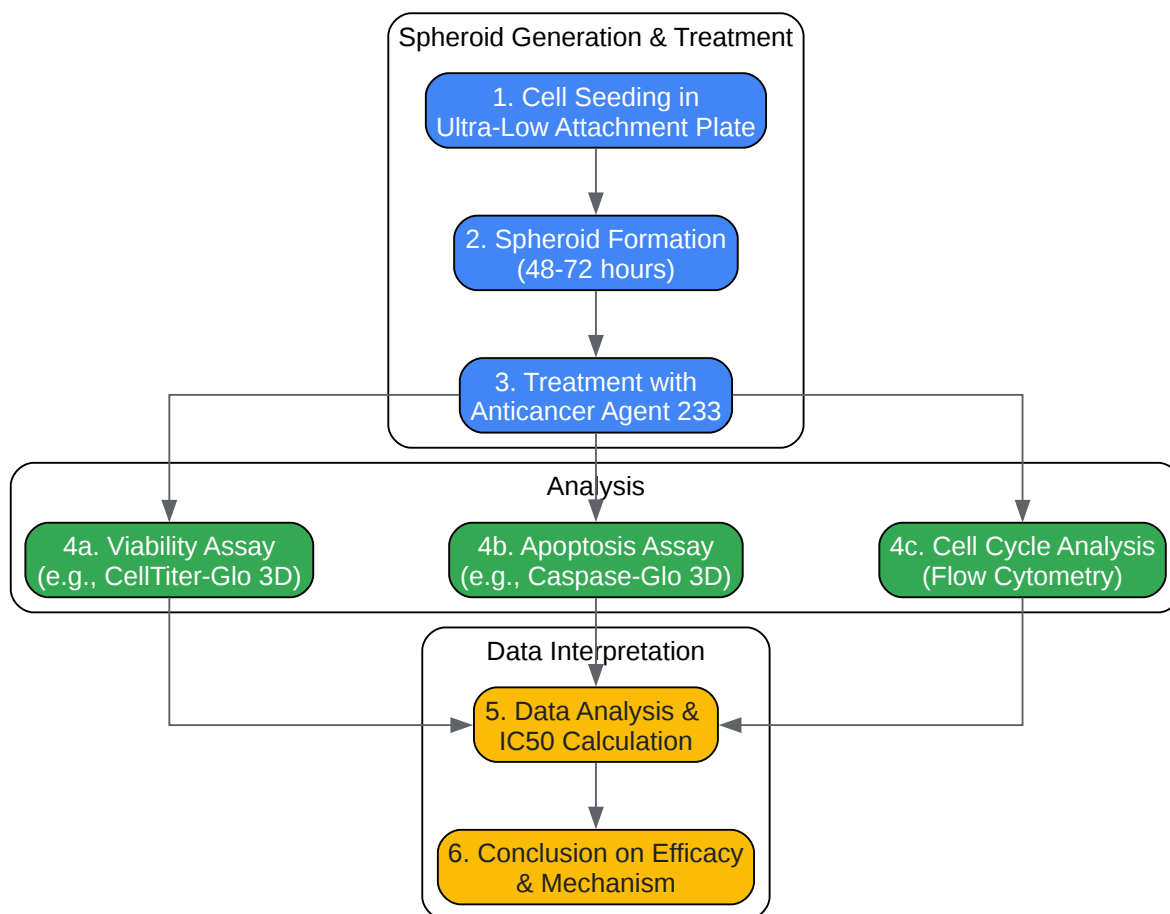 Spheroid Generation & Treatment
1. Cell Seeding in
Ultra-Low Attachment Plate
2. Spheroid Formation
(48-72 hours)
3. Treatment with
Anticancer Agent 233
Analysis
4a. Viability Assay
(e.g., CellTiter-Glo 3D)
4b. Apoptosis Assay
(e.g., Caspase-Glo 3D)
4c. Cell Cycle Analysis
(Flow Cytometry)
Data Interpretation
5. Data Analysis &
IC50 Calculation
6. Conclusion on Efficacy
& Mechanism